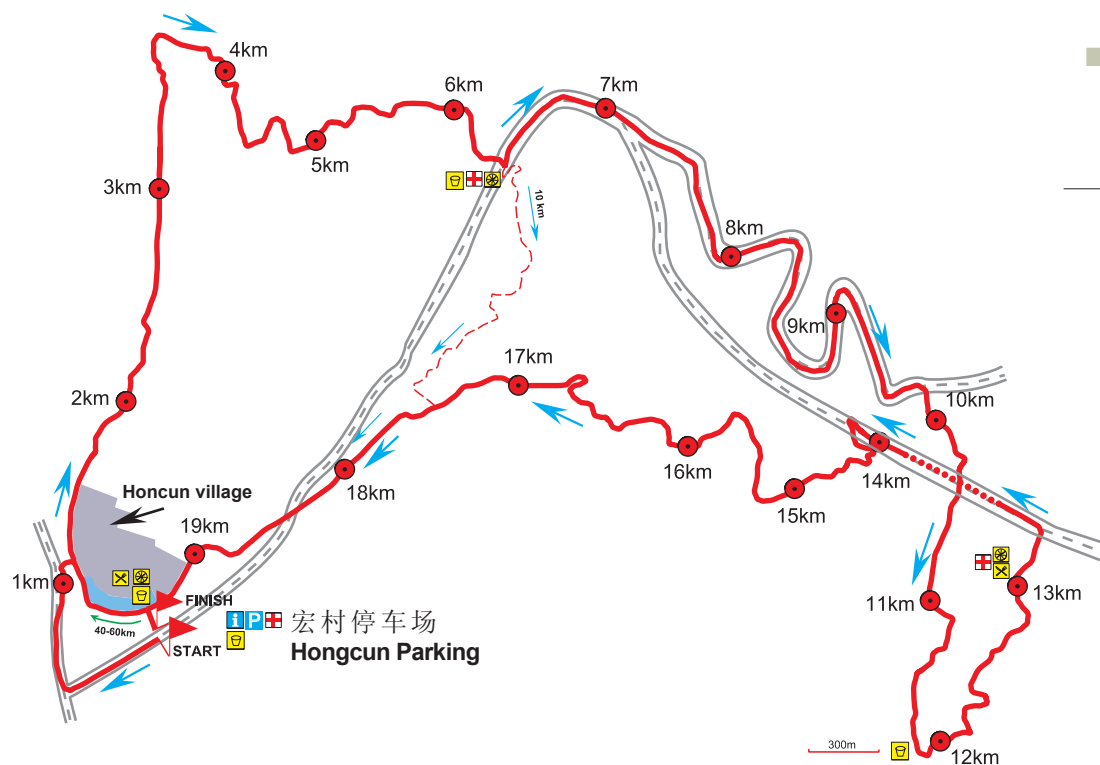 4km
6km
7km
5km
3km
10 km
8km
9km
17km
2km
10km
16km
14km
18km
15km
Honcun village
19km
1km
13km
11km
FINISH
40-60km
i P
宏村停车场
START
Hongcun Parking
300m
12km